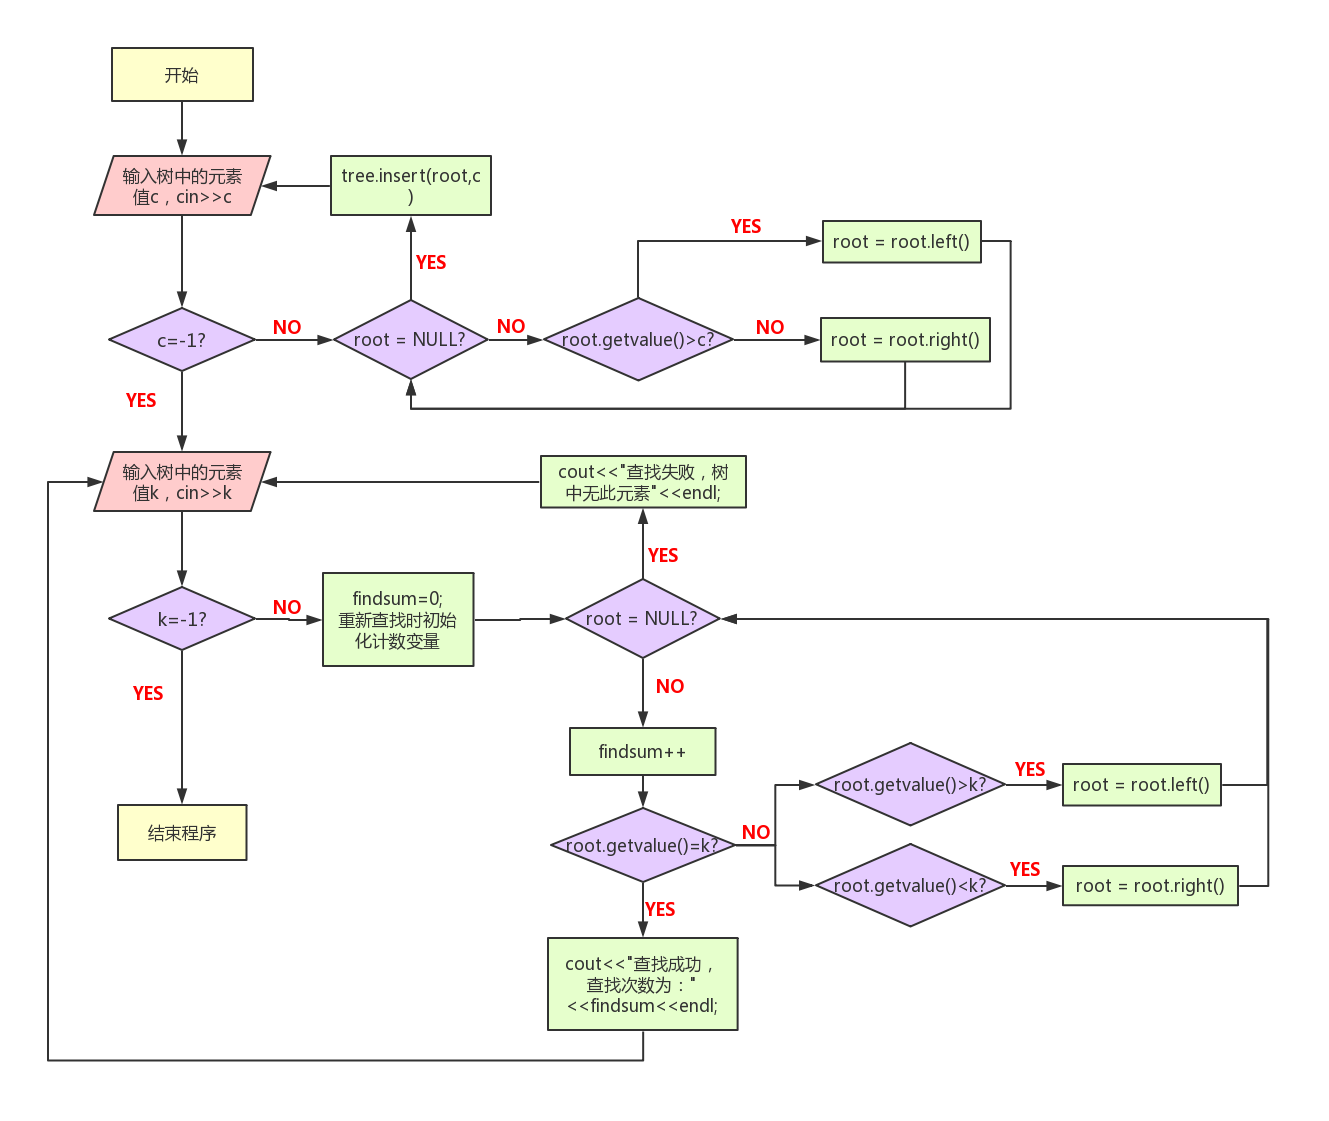 开始
输入树中的元素
值c，cin>>c
tree.insert(root,c
)
YES
root = root.left()
YES
c=-1?
NO
root = NULL?
NO
root.getvalue()>c?
NO
root = root.right()
YES
输入树中的元素
值k，cin>>k
cout<<"查找失败，树
中无此元素"<<endl;
YES
k=-1?
NO
findsum=0;
重新查找时初始
化计数变量
root = NULL?
YES
NO
findsum++
root.getvalue()>k?
YES
root = root.left()
结束程序
root.getvalue()=k?
NO
root.getvalue()<k?
YES
root = root.right()
YES
cout<<"查找成功，
查找次数为："
<<findsum<<endl;